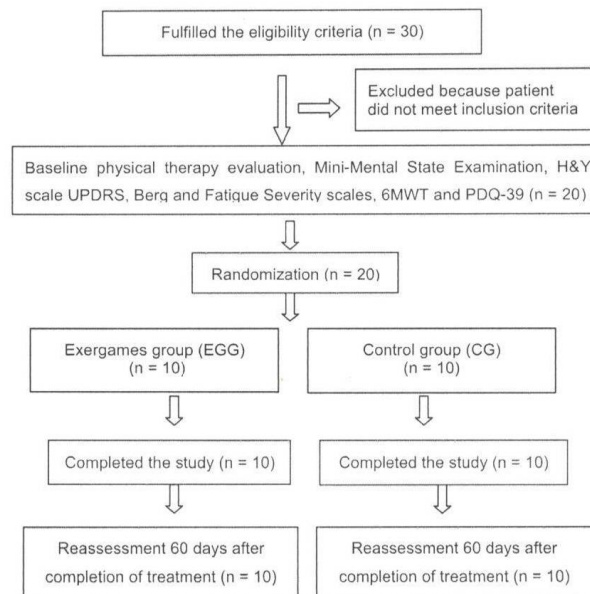 Fulfilled the eligibility criteria (n = 30)
Excluded because patient
did not meet inclusion criteria
Baseline physical therapy evaluation, Mini-Mental State Examination, H&Y
scale UPDRS, Berg and Fatigue Severity scales, 6MWT and PDQ-39 (n = 20)
Randomization (n = 20)
Exergames group (EGG)
(n = 10)
Control group (CG)
(n = 10)
Completed the study (n = 10)
Completed the study (n = 10)
Reassessment 60 days after
completion of treatment (n = 10)
Reassessment 60 days after
completion of treatment (n = 10)